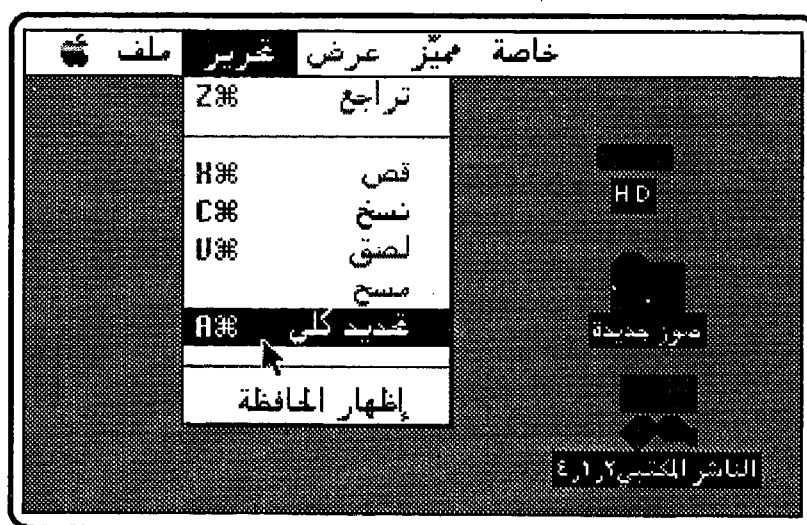 ملف تحرير عرض مميّز خاصة
تراجع ⌘Z
قص ⌘X
نسخ ⌘C
لصق ⌘V
مسح
تحديد كلي ⌘A
إظهار الحافظة
HD
صور جديدة
الناشر المكتبي ٤٫١٫٢